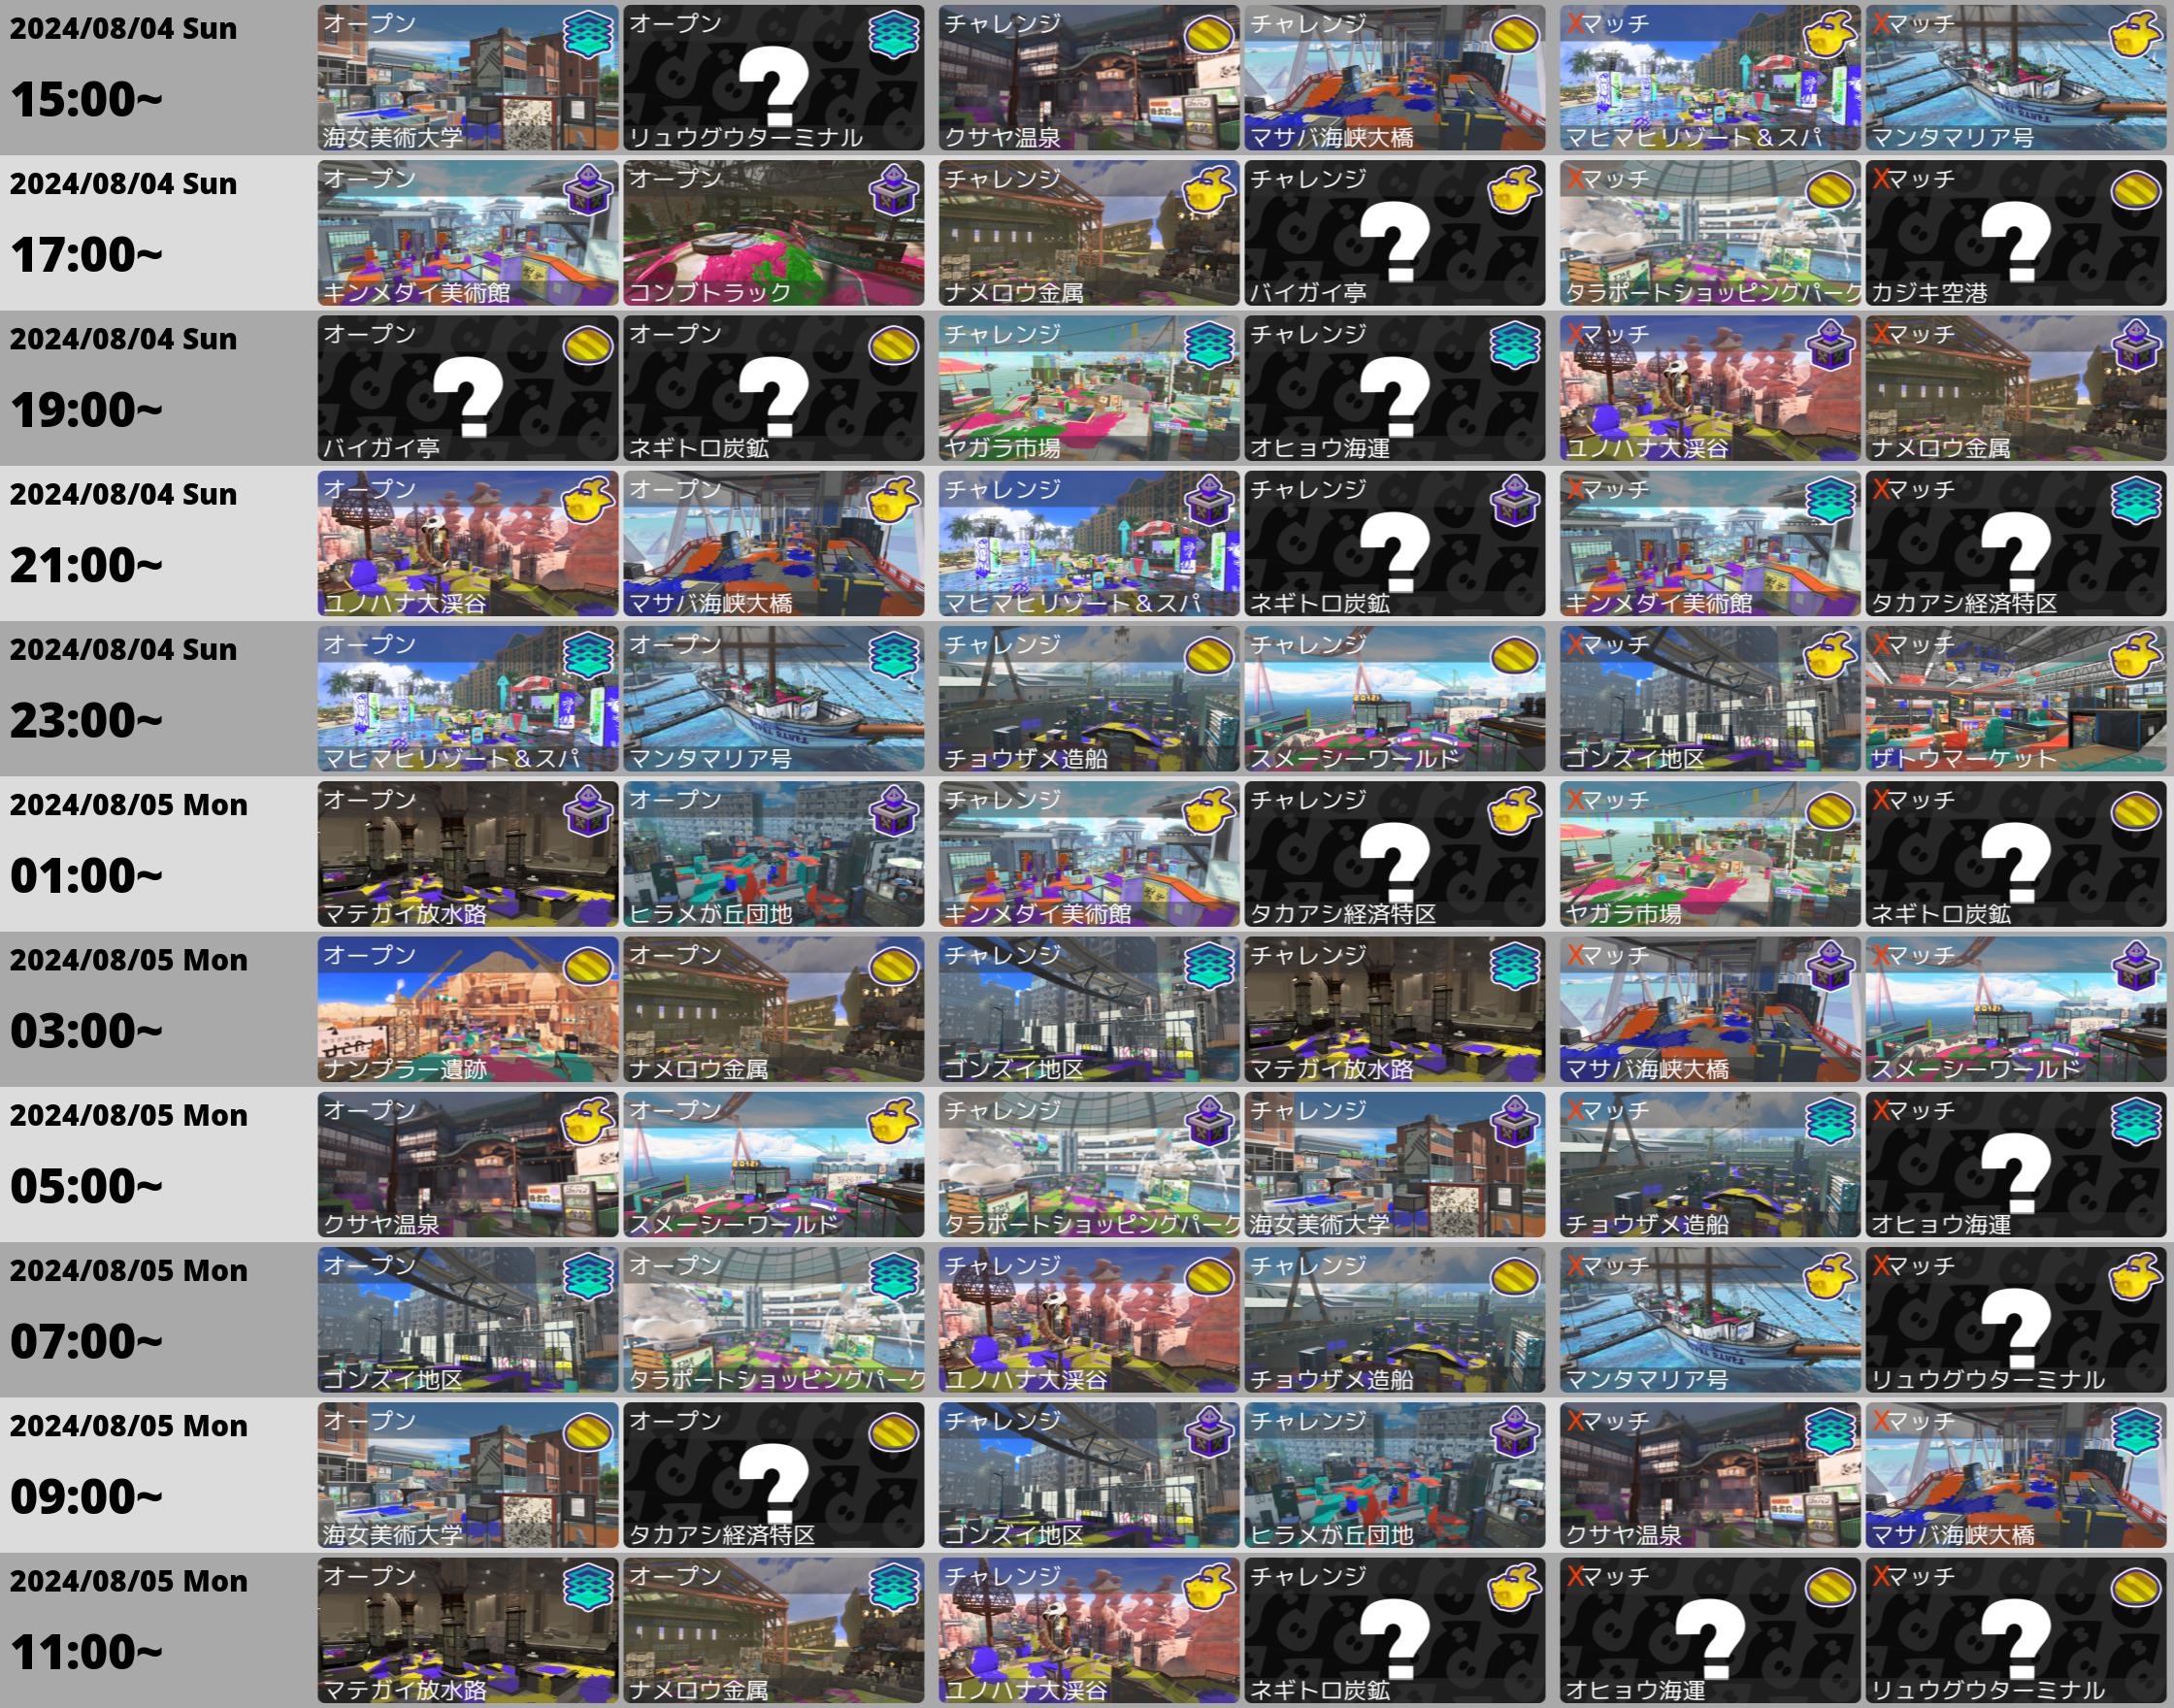 2024/08/04 Sun
15:00~
オープン オープン チャレンジ チャレンジ Xマッチ Xマッチ
海女美術大学 リュウグウターミナル クサヤ温泉 マサバ海峡大橋 マヒマヒリゾート＆スパ マンタマリア号
2024/08/04 Sun
17:00~
オープン オープン チャレンジ チャレンジ Xマッチ Xマッチ
キンメダイ美術館 コンブトラック ナメロウ金属 バイガイ亭 タラポートショッピングパーク カジキ空港
2024/08/04 Sun
19:00~
オープン オープン チャレンジ チャレンジ Xマッチ Xマッチ
バイガイ亭 ネギトロ炭鉱 ヤガラ市場 オヒョウ海運 ユノハナ大渓谷 ナメロウ金属
2024/08/04 Sun
21:00~
オープン オープン チャレンジ チャレンジ Xマッチ Xマッチ
ユノハナ大渓谷 マサバ海峡大橋 マヒマヒリゾート＆スパ ネギトロ炭鉱 キンメダイ美術館 タカアシ経済特区
2024/08/04 Sun
23:00~
オープン オープン チャレンジ チャレンジ Xマッチ Xマッチ
マヒマヒリゾート＆スパ マンタマリア号 チョウザメ造船 スメーシーワールド ゴンズイ地区 ザトウマーケット
2024/08/05 Mon
01:00~
オープン オープン チャレンジ チャレンジ Xマッチ Xマッチ
マテガイ放水路 ヒラメが丘団地 キンメダイ美術館 タカアシ経済特区 ヤガラ市場 ネギトロ炭鉱
2024/08/05 Mon
03:00~
オープン オープン チャレンジ チャレンジ Xマッチ Xマッチ
ナンプラー遺跡 ナメロウ金属 ゴンズイ地区 マテガイ放水路 マサバ海峡大橋 スメーシーワールド
2024/08/05 Mon
05:00~
オープン オープン チャレンジ チャレンジ Xマッチ Xマッチ
クサヤ温泉 スメーシーワールド タラポートショッピングパーク 海女美術大学 チョウザメ造船 オヒョウ海運
2024/08/05 Mon
07:00~
オープン オープン チャレンジ チャレンジ Xマッチ Xマッチ
ゴンズイ地区 タラポートショッピングパーク ユノハナ大渓谷 チョウザメ造船 マンタマリア号 リュウグウターミナル
2024/08/05 Mon
09:00~
オープン オープン チャレンジ チャレンジ Xマッチ Xマッチ
海女美術大学 タカアシ経済特区 ゴンズイ地区 ヒラメが丘団地 クサヤ温泉 マサバ海峡大橋
2024/08/05 Mon
11:00~
オープン オープン チャレンジ チャレンジ Xマッチ Xマッチ
マテガイ放水路 ナメロウ金属 ユノハナ大渓谷 ネギトロ炭鉱 オヒョウ海運 リュウグウターミナル